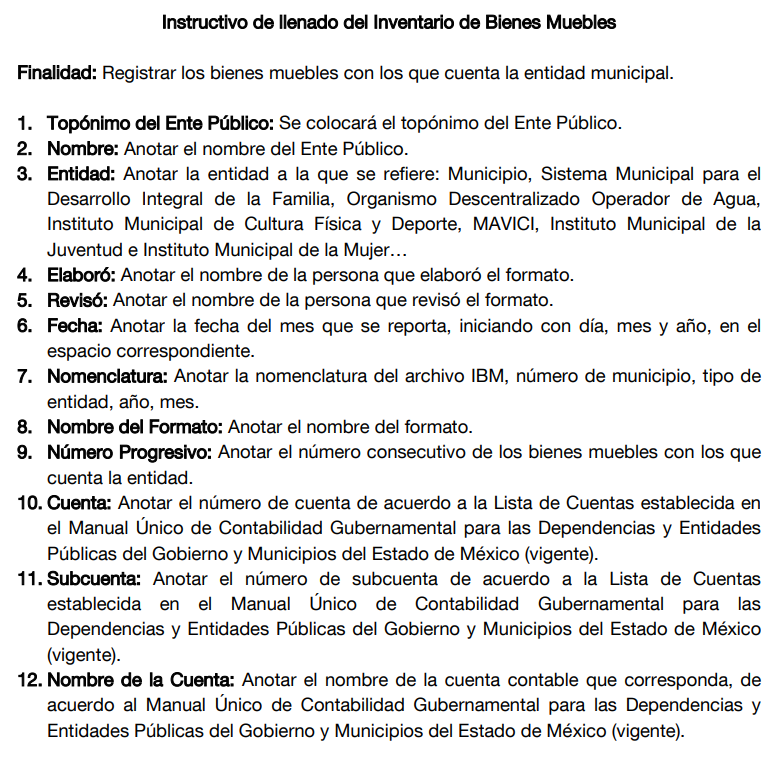 Instructivo de llenado del Inventario de Bienes Muebles
Finalidad: Registrar los bienes muebles con los que cuenta la entidad municipal.
1. Topónimo del Ente Público: Se colocará el topónimo del Ente Público.
2. Nombre: Anotar el nombre del Ente Público.
3. Entidad: Anotar la entidad a la que se refiere: Municipio, Sistema Municipal para el
Desarrollo Integral de la Familia, Organismo Descentralizado Operador de Agua,
Instituto Municipal de Cultura Física y Deporte, MAVICI, Instituto Municipal de la
Juventud e Instituto Municipal de la Mujer…
4. Elaboró: Anotar el nombre de la persona que elaboró el formato.
5. Revisó: Anotar el nombre de la persona que revisó el formato.
6. Fecha: Anotar la fecha del mes que se reporta, iniciando con día, mes y año, en el
espacio correspondiente.
7. Nomenclatura: Anotar la nomenclatura del archivo IBM, número de municipio, tipo de
entidad, año, mes.
8. Nombre del Formato: Anotar el nombre del formato.
9. Número Progresivo: Anotar el número consecutivo de los bienes muebles con los que
cuenta la entidad.
10. Cuenta: Anotar el número de cuenta de acuerdo a la Lista de Cuentas establecida en
el Manual Único de Contabilidad Gubernamental para las Dependencias y Entidades
Públicas del Gobierno y Municipios del Estado de México (vigente).
11. Subcuenta: Anotar el número de subcuenta de acuerdo a la Lista de Cuentas
establecida en el Manual Único de Contabilidad Gubernamental para las
Dependencias y Entidades Públicas del Gobierno y Municipios del Estado de México
(vigente).
12. Nombre de la Cuenta: Anotar el nombre de la cuenta contable que corresponda, de
acuerdo al Manual Único de Contabilidad Gubernamental para las Dependencias y
Entidades Públicas del Gobierno y Municipios del Estado de México (vigente).